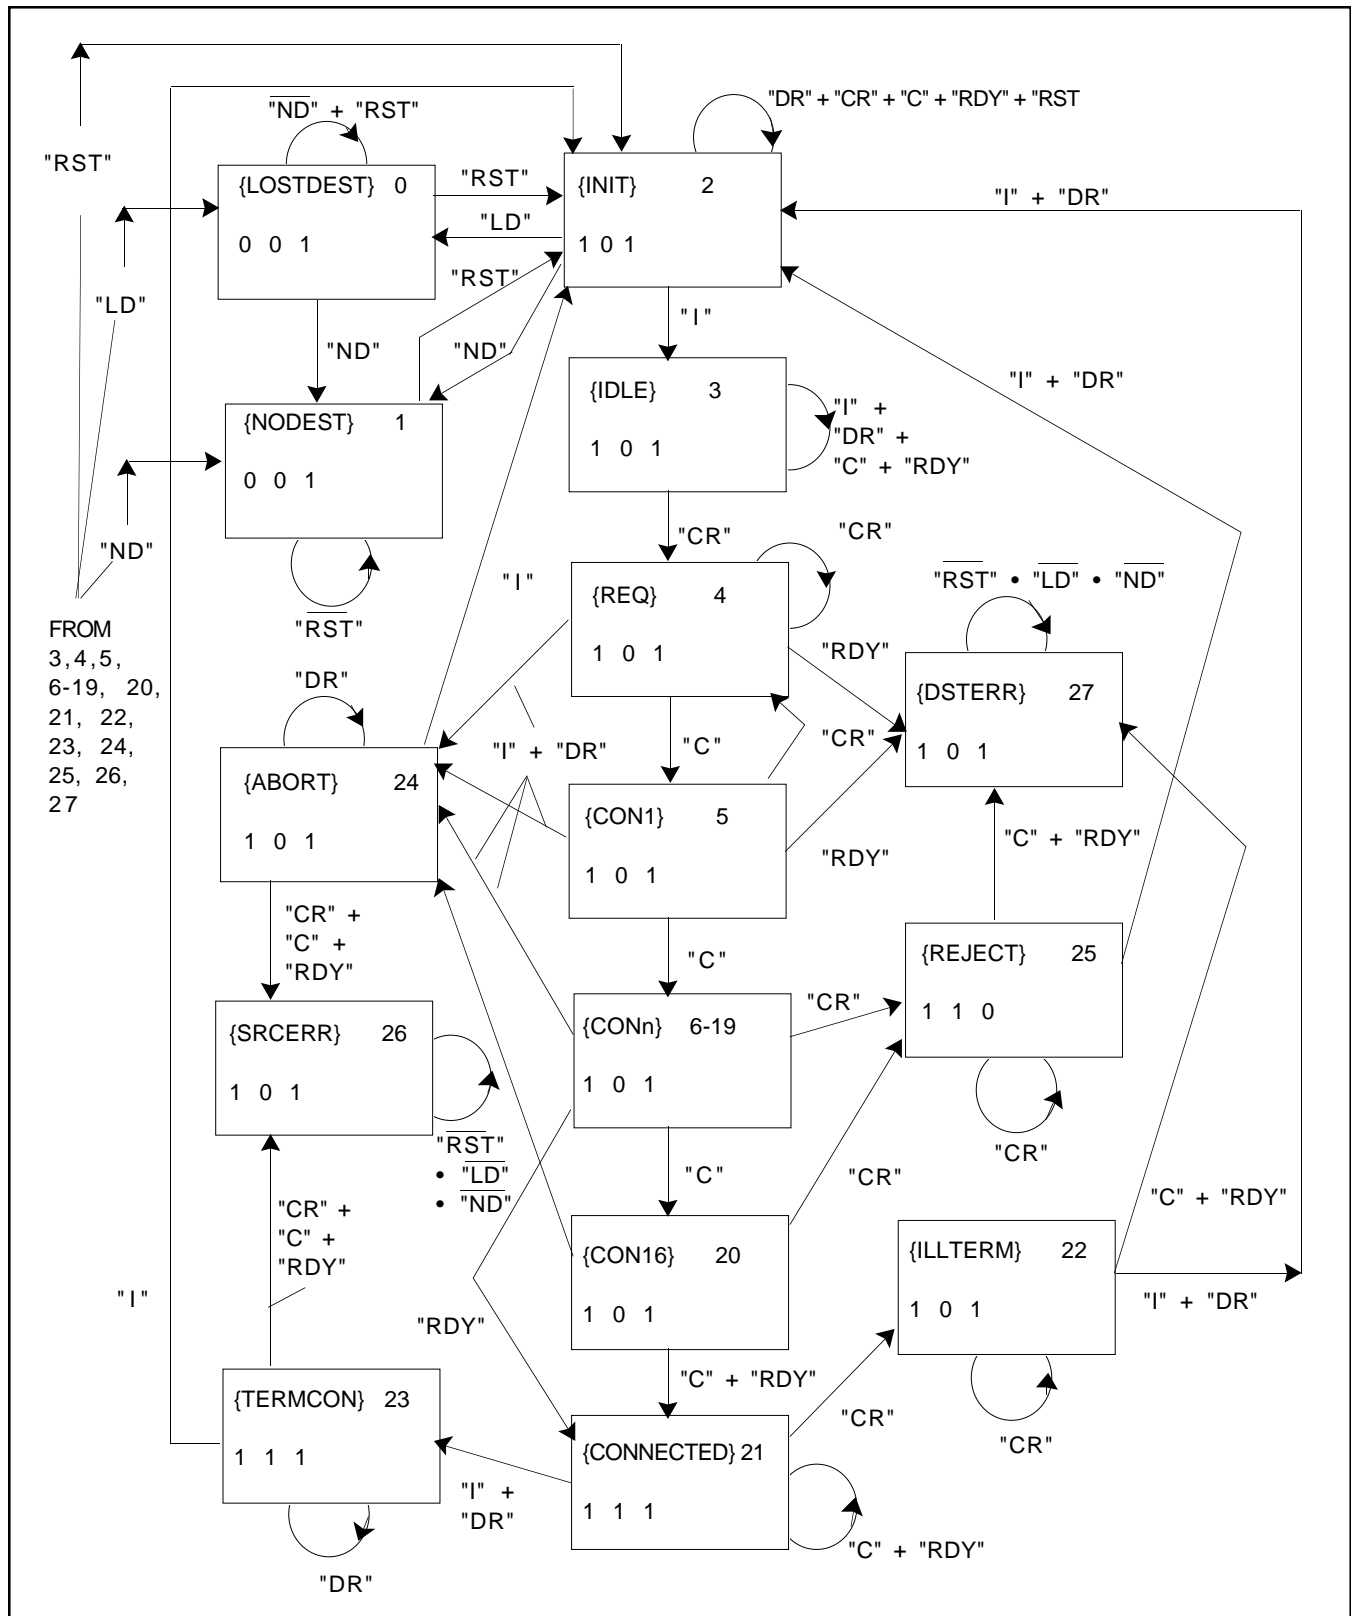 "DR" + "CR" + "C" + "RDY" + "RST
"ND" + "RST"
"RST"
{LOSTDEST} 0
0 0 1
"RST"
"LD"
{INIT} 2
1 0 1
"I" + "DR"
"LD"
"RST"
"I"
"ND"
"ND"
"I" + "DR"
{IDLE} 3
1 0 1
"I" +
"DR" +
"C" + "RDY"
{NODEST} 1
0 0 1
"ND"
"CR"
"CR"
"RST"
"I"
{REQ} 4
1 0 1
"RST" • "LD" • "ND"
FROM
3,4,5,
6-19, 20,
21, 22,
23, 24,
25, 26,
27
"RDY"
"DR"
{DSTERR} 27
1 0 1
"I" + "DR"
"C"
"CR"
{ABORT} 24
1 0 1
{CON1} 5
1 0 1
"RDY"
"C" + "RDY"
"CR" +
"C" +
"RDY"
"C"
{REJECT} 25
1 1 0
"CR"
{SRCERR} 26
1 0 1
{CONn} 6-19
1 0 1
"RST"
• "LD"
• "ND"
"CR"
"C"
"CR"
"C" + "RDY"
"CR" +
"C" +
"RDY"
{CON16} 20
1 0 1
{ILLTERM} 22
1 0 1
"I"
"I" + "DR"
"RDY"
"C" + "RDY"
{TERMCON} 23
1 1 1
"CR"
"CR"
{CONNECTED} 21
1 1 1
"I" +
"DR"
"C" + "RDY"
"DR"